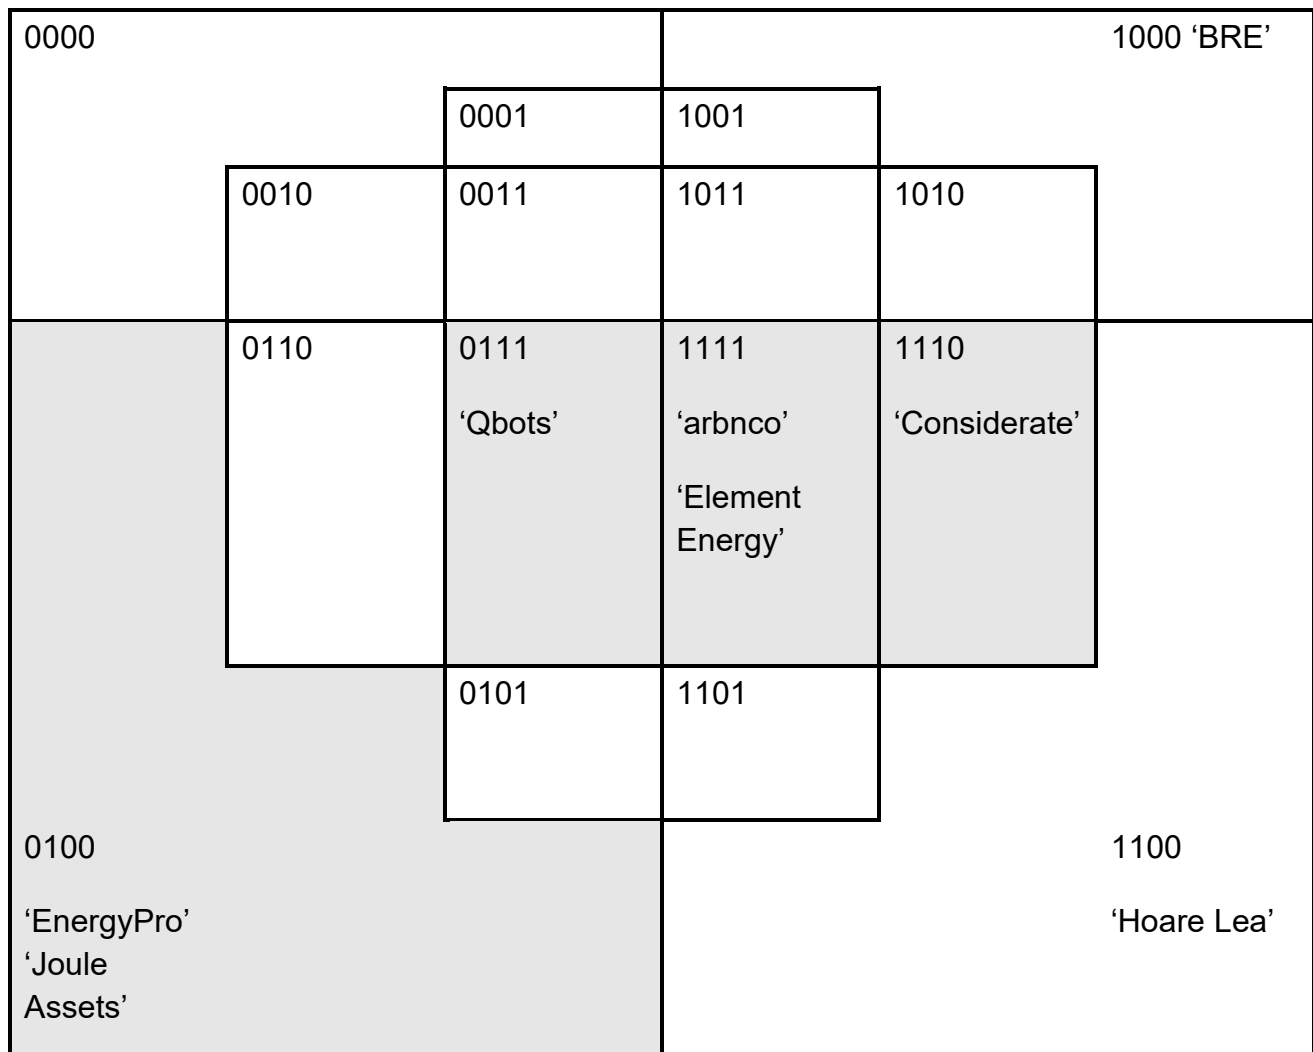 0000
1000 ‘BRE’
0001
1001
0010
0011
1011
1010
0110
0111
1111
1110
‘Qbots’
‘arbnco’
‘Considerate’
‘Element
Energy’
0101
1101
0100
1100
‘EnergyPro’
‘Hoare Lea’
‘Joule
Assets’